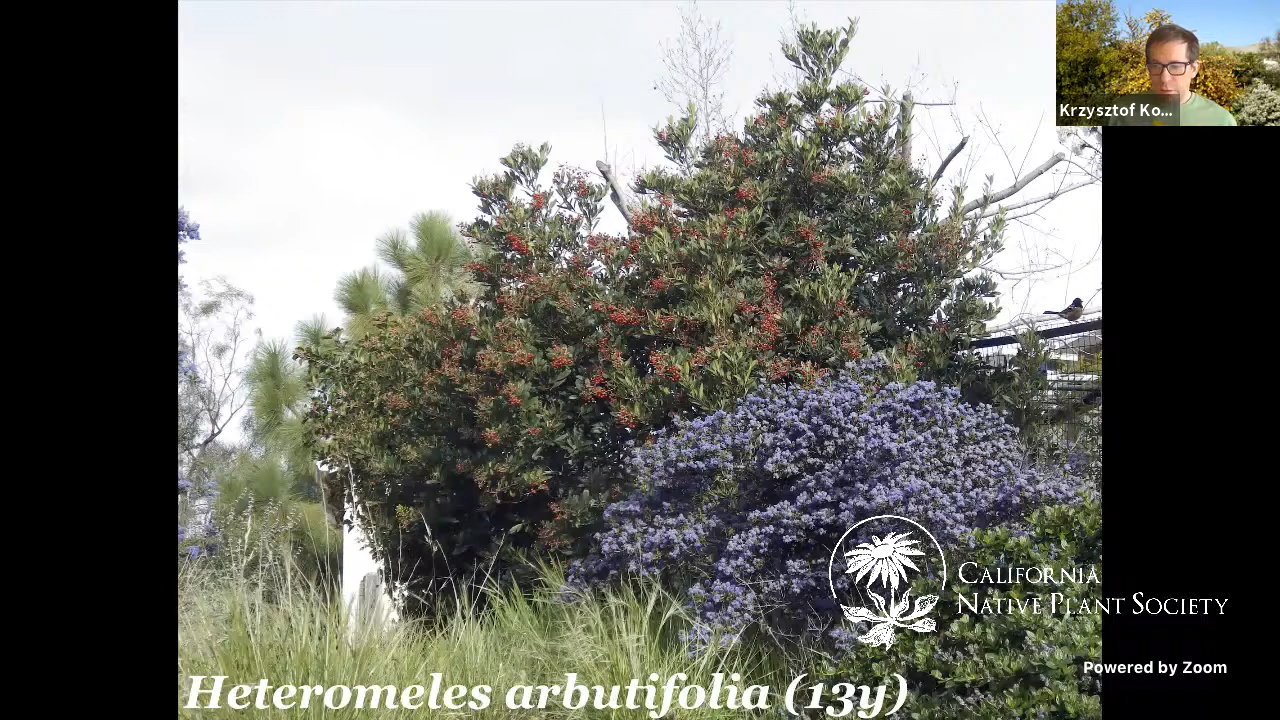 Krzysztof Ko...
CALIFORNIA
NATIVE PLANT SOCIETY
Powered by Zoom
Heteromeles arbutifolia (13y)